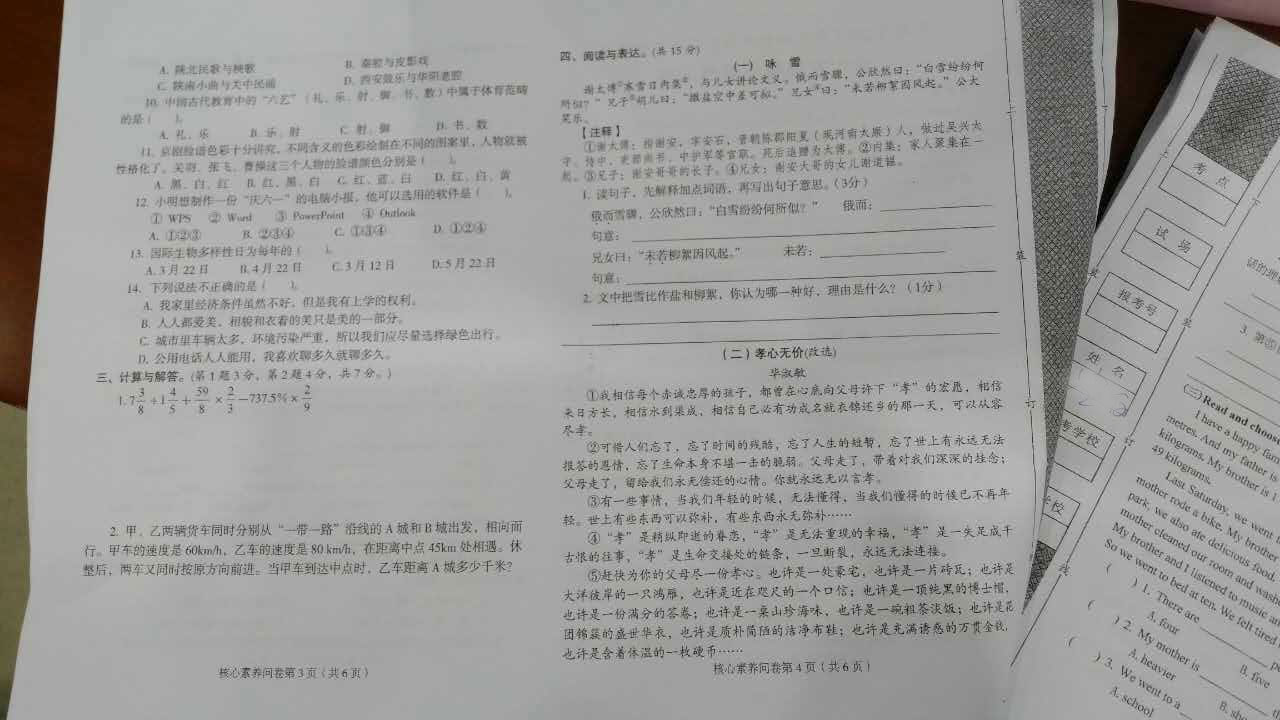 A. 陕北民歌与秧歌 B. 秦腔与皮影戏
C. 陕南小曲与关中民谣 D. 西安鼓乐与华阴老腔
10. 中国古代教育中的“六艺”（礼、乐、射、御、书、数）中属于体育范畴
的是（ ）。
A. 礼、乐 B. 乐、射 C. 射、御 D. 书、数
11. 京剧脸谱色彩十分讲究，不同含义的色彩绘制在不同的图案里，人物就被
性格化了。关羽、张飞、曹操这三个人物的脸谱颜色分别是（ ）。
A. 黑、白、红 B. 红、黑、白 C. 红、蓝、白 D. 红、白、黄
12. 小明想制作一份“庆六一”的电脑小报，他可以选用的软件是（ ）。
① WPS ② Word ③ PowerPoint ④ Outlook
A. ①②③ B. ②③④ C. ①③④ D. ①②④
13. 国际生物多样性日为每年的（ ）。
A. 3月22日 B. 4月22日 C. 3月12日 D. 5月22日
14. 下列说法不正确的是（ ）。
A. 我家里经济条件虽然不好，但是我有上学的权利。
B. 人人都爱美，相貌和衣着的美只是美的一部分。
C. 城市里车辆太多，环境污染严重，所以我们应尽量选择绿色出行。
D. 公用电话人人能用，我喜欢聊多久就聊多久。
三、计算与解答。(第1题3分，第2题4分，共7分。)
1. 7 3/8 ÷ 1 4/5 + 59/8 × 2/3 − 737.5% × 2/9
2. 甲、乙两辆货车同时分别从“一带一路”沿线的A城和B城出发，相向而
行。甲车的速度是60km/h，乙车的速度是80 km/h，在距离中点45km处相遇。休
整后，两车又同时按原方向前进。当甲车到达中点时，乙车距离A城多少千米？
核心素养问卷第3页（共6页）
四、阅读与表达。(共15分)
(一) 咏 雪
谢太傅①寒雪日内集②，与儿女讲论文义。俄而雪骤，公欣然曰：“白雪纷纷何
所似？”兄子③胡儿曰：“撒盐空中差可拟。”兄女④曰：“未若柳絮因风起。”公大
笑乐。
【注释】
①谢太傅：指谢安，字安石，晋朝陈郡阳夏（现河南太康）人，做过吴兴太
守、侍中、吏部尚书、中护军等官职。死后追赠为太傅。②内集：家人聚集在一
起。③兄子：谢安哥哥的长子。④兄女：谢安大哥的女儿谢道韫。
1. 读句子，先解释加点词语，再写出句子意思。(3分)
俄而雪骤，公欣然曰：“白雪纷纷何所似？” 俄而：
句意：
兄女曰：“未若柳絮因风起。” 未若：
句意：
2. 文中把雪比作盐和柳絮，你认为哪一种好，理由是什么？（1分）
（二）孝心无价(改选)
毕淑敏
①我相信每个赤诚忠厚的孩子，都曾在心底向父母许下“孝”的宏愿，相信
来日方长，相信水到渠成，相信自己必有功成名就衣锦还乡的那一天，可以从容
尽孝。
②可惜人们忘了，忘了时间的残酷，忘了人生的短暂，忘了世上有永远无法
报答的恩情，忘了生命本身不堪一击的脆弱。父母走了，带着对我们深深的挂念；
父母走了，留给我们永无偿还的心情。你就永远无以言孝。
③有一些事情，当我们年轻的时候，无法懂得，当我们懂得的时候已不再年
轻。世上有些东西可以弥补，有些东西永无弥补……
④“孝”是稍纵即逝的眷恋，“孝”是无法重现的幸福，“孝”是一失足成千
古恨的往事，“孝”是生命交接处的链条，一旦断裂，永远无法连接。
⑤赶快为你的父母尽一份孝心。也许是一处豪宅，也许是一片砖瓦；也许是
大洋彼岸的一只鸿雁，也许是近在咫尺的一个口信；也许是一顶纯黑的博士帽，
也许是一份满分的答卷；也许是一桌山珍海味，也许是一碗粗茶淡饭；也许是花
团锦簇的盛世华衣，也许是质朴简陋的洁净布鞋；也许是充满诱惑的万贯金钱，
也许是含着体温的一枚硬币……
核心素养问卷第4页（共6页）
装
订
线
考点
试场
报考号
姓名
考学校
学校
装
订
线
话的
3. 第
(三)Read and choose
I have a happy fam
metres. And my father is
kilograms. My brother is 1
49 kilograms.
Last Saturday, we went t
mother rode a bike. My brother
park, we also ate delicious food.
mother cleaned our room and wash
My brother and I listened to music an
So we went to bed at ten. We felt tired
( ) 1. There are
A. four B. five
( ) 2. My mother is
A. heavier B. sh
( ) 3. We went to a
A. school